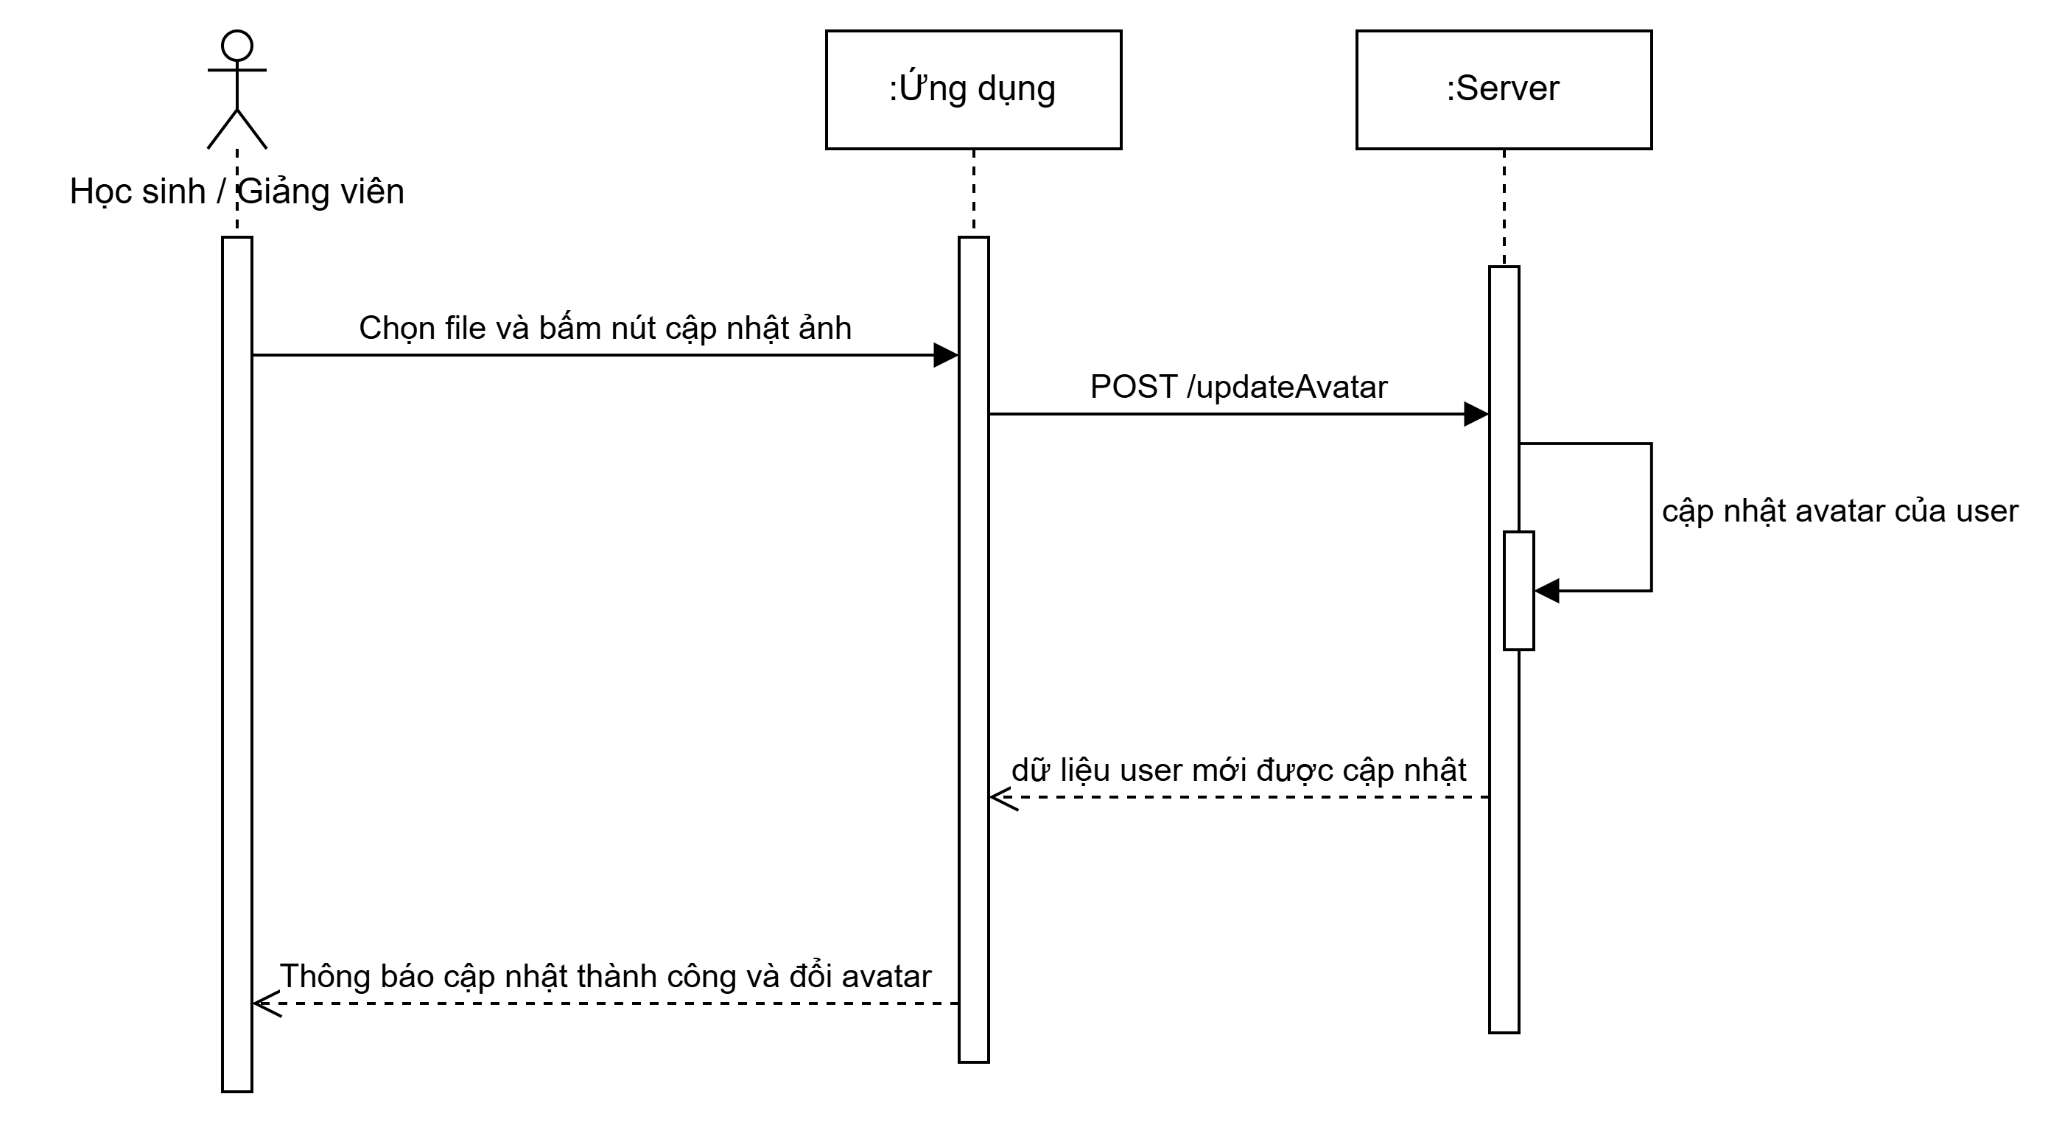 :Ứng dụng
:Server
Học sinh / Giảng viên
Chọn file và bấm nút cập nhật ảnh
POST /updateAvatar
cập nhật avatar của user
dữ liệu user mới được cập nhật
Thông báo cập nhật thành công và đổi avatar